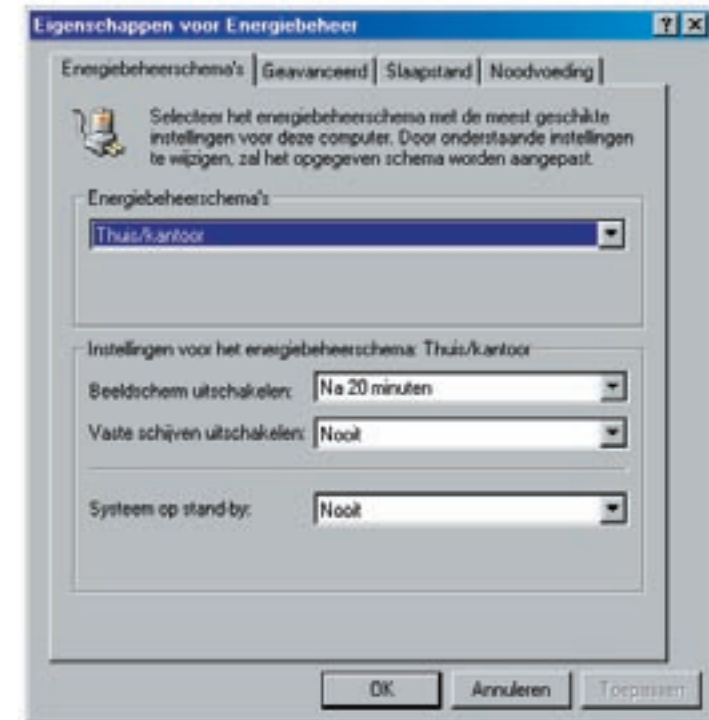 Eigenschappen voor Energiebeheer
Energiebeheerschema's Geavanceerd Slaapstand Noodvoeding
Selecteer het energiebeheerschema met de meest geschikte
instellingen voor deze computer. Door onderstaande instellingen
te wijzigen, zal het opgegeven schema worden aangepast.
Energiebeheerschema's
Thuis/kantoor
Instellingen voor het energiebeheerschema: Thuis/kantoor
Beeldscherm uitschakelen: Na 20 minuten
Vaste schijven uitschakelen: Nooit
Systeem op stand-by: Nooit
OK Annuleren Toepassen